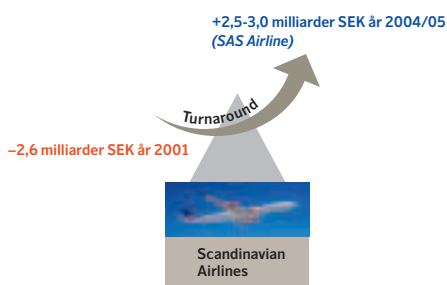 +2,5-3,0 milliarder SEK år 2004/05
(SAS Airline)
Turnaround
–2,6 milliarder SEK år 2001
Scandinavian
Airlines